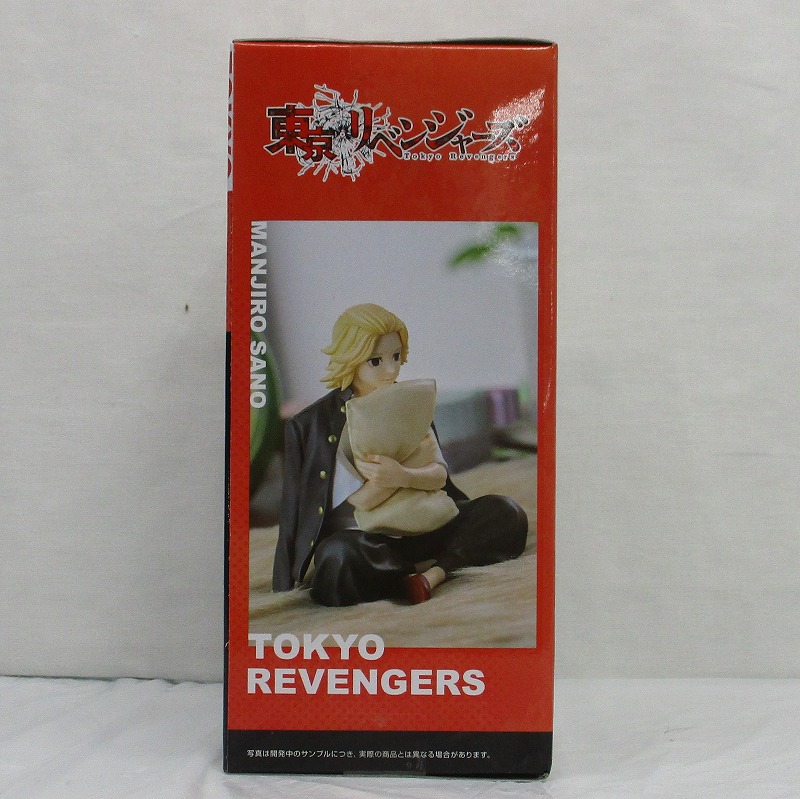 東京リベンジャーズ
Tokyo Revengers
MANJIRO SANO
TOKYO
REVENGERS
写真は開発中のサンプルにつき、実際の商品とは異なる場合があります。